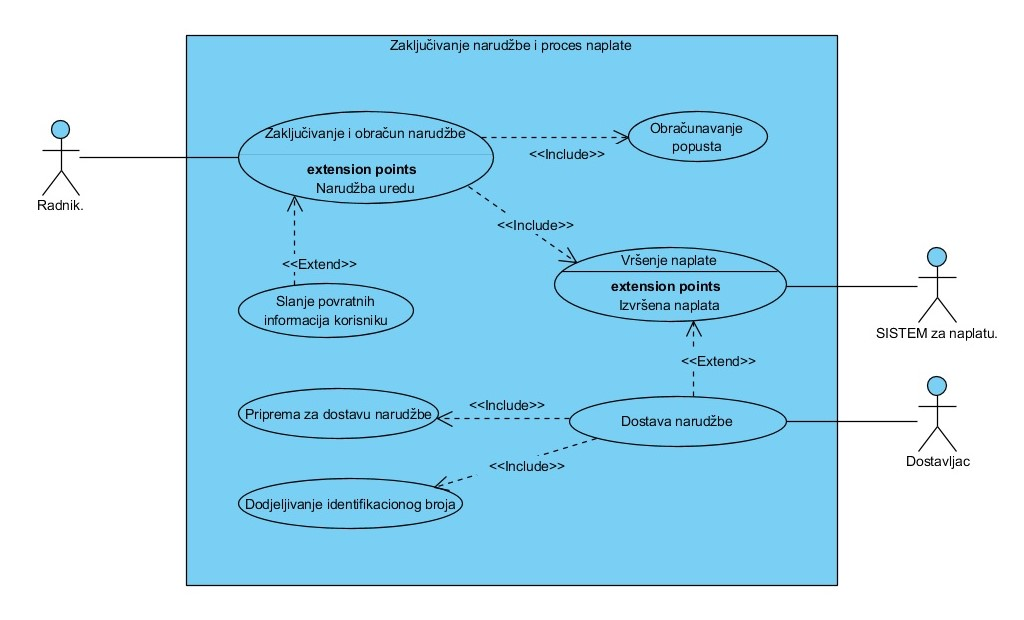 Zaključivanje narudžbe i proces naplate
Zaključivanje i obračun narudžbe
extension points
Narudžba uredu
Obračunavanje
popusta
<<Include>>
Radnik.
<<Include>>
Vršenje naplate
extension points
Izvršena naplata
<<Extend>>
Slanje povratnih
informacija korisniku
SISTEM za naplatu.
<<Extend>>
Priprema za dostavu narudžbe
<<Include>>
Dostava narudžbe
Dostavljac
<<Include>>
Dodjeljivanje identifikacionog broja